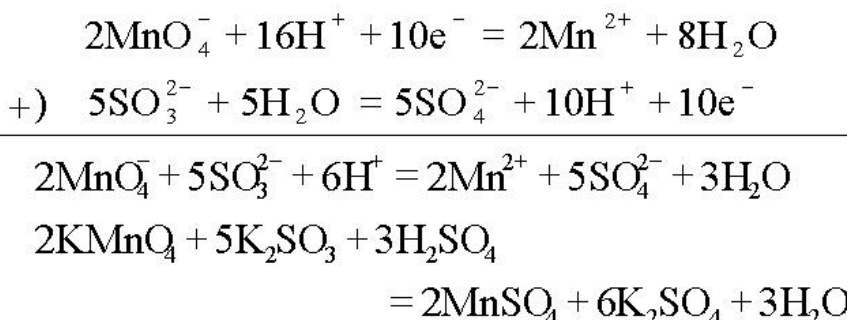 2MnO₄⁻ + 16H⁺ + 10e⁻ = 2Mn²⁺ + 8H₂O
+) 5SO₃²⁻ + 5H₂O = 5SO₄²⁻ + 10H⁺ + 10e⁻
2MnO₄⁻ + 5SO₃²⁻ + 6H⁺ = 2Mn²⁺ + 5SO₄²⁻ + 3H₂O
2KMnO₄ + 5K₂SO₃ + 3H₂SO₄
= 2MnSO₄ + 6K₂SO₄ + 3H₂O